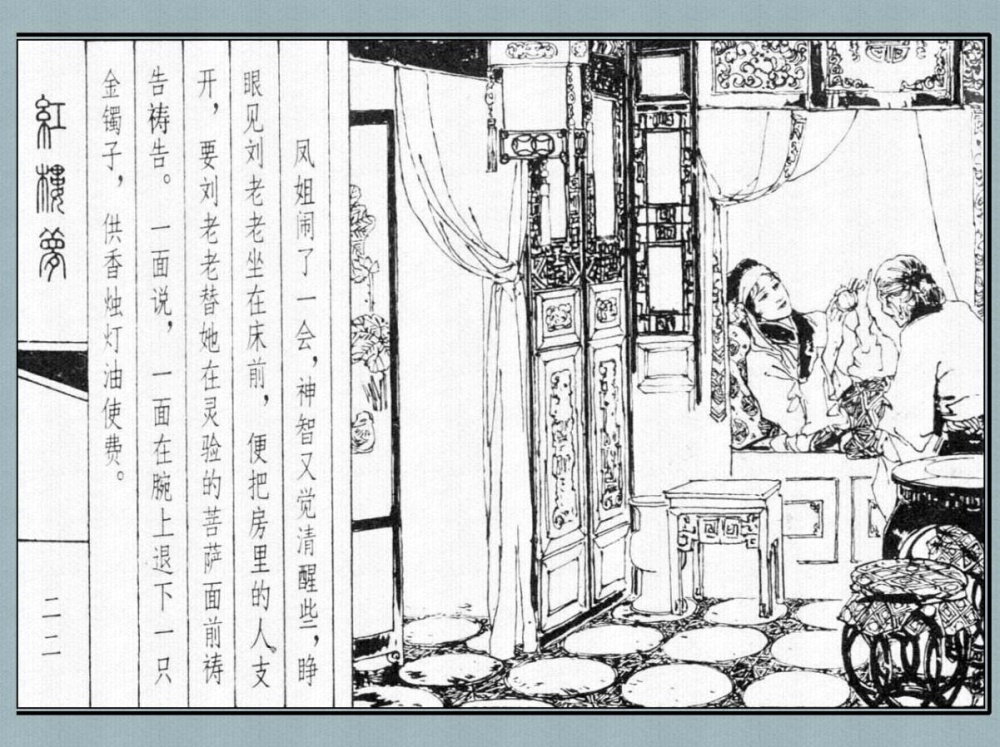 凤姐闹了一会，神智又觉清醒些，睁
眼见刘老老坐在床前，便把房里的人支
开，要刘老老替她在灵验的菩萨面前祷
告祷告。一面说，一面在腕上退下一只
金镯子，供香烛灯油使费。
紅樓夢
二二